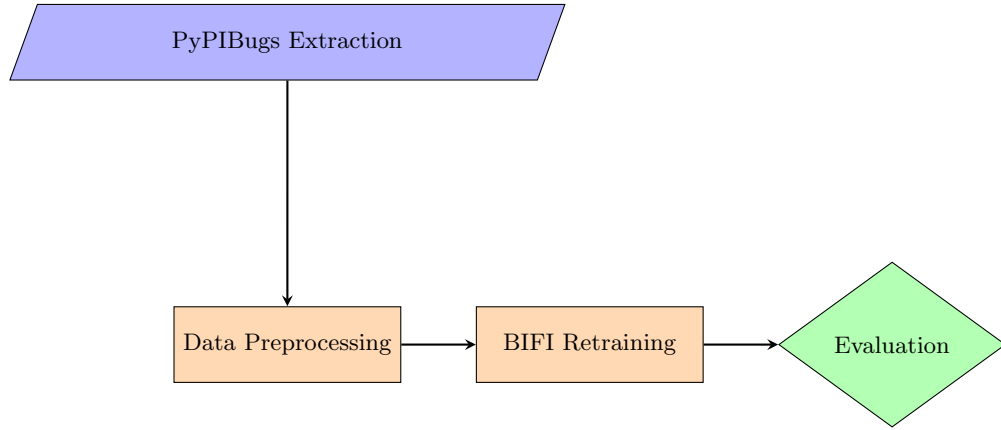 PyPIBugs Extraction
Data Preprocessing
BIFI Retraining
Evaluation